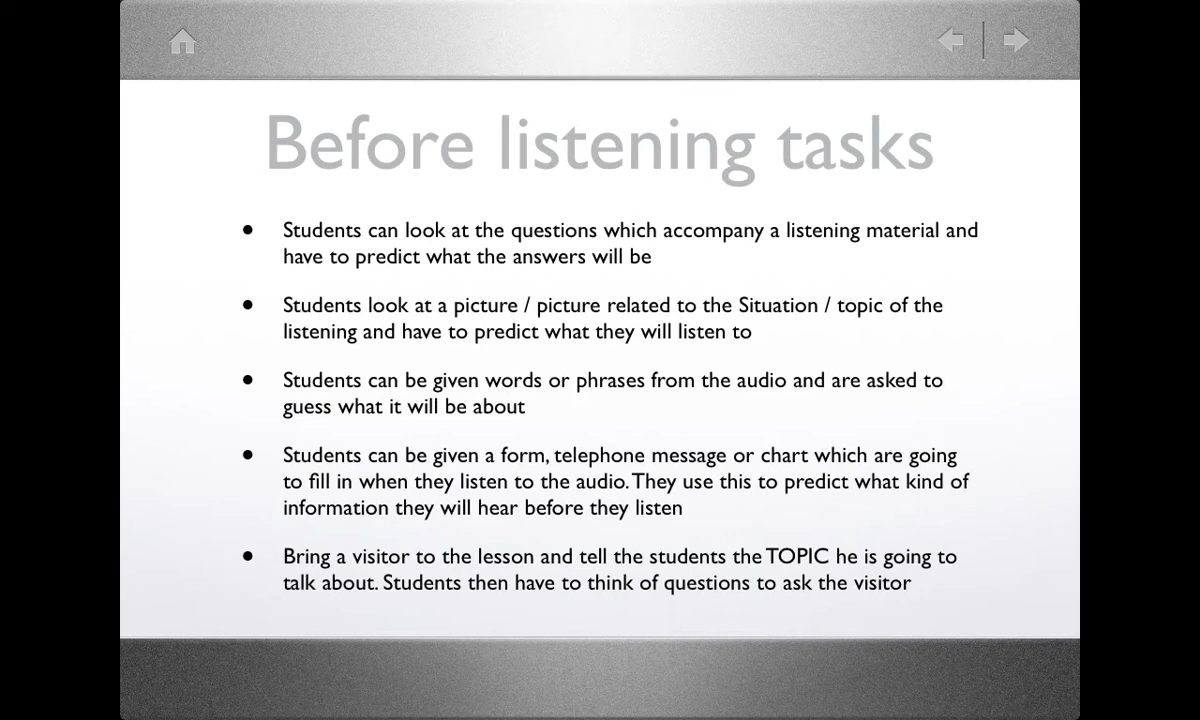 Before listening tasks
• Students can look at the questions which accompany a listening material and
have to predict what the answers will be
• Students look at a picture / picture related to the Situation / topic of the
listening and have to predict what they will listen to
• Students can be given words or phrases from the audio and are asked to
guess what it will be about
• Students can be given a form, telephone message or chart which are going
to fill in when they listen to the audio. They use this to predict what kind of
information they will hear before they listen
• Bring a visitor to the lesson and tell the students the TOPIC he is going to
talk about. Students then have to think of questions to ask the visitor